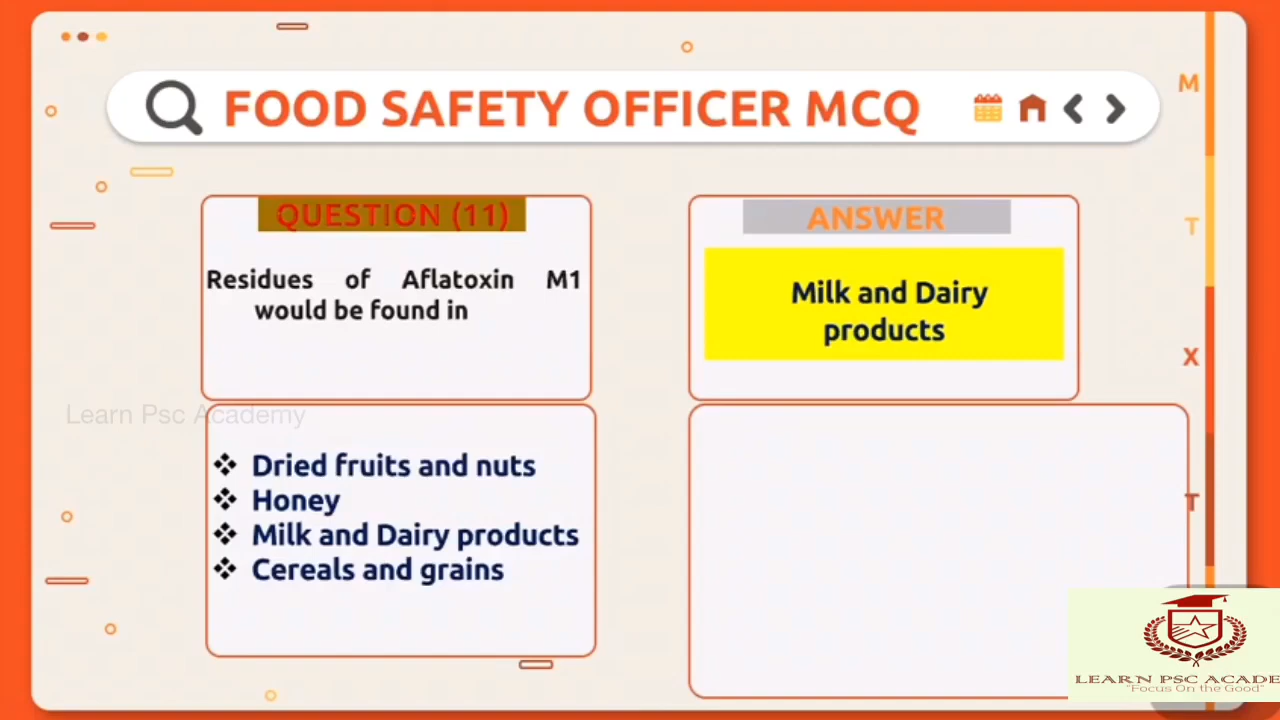 FOOD SAFETY OFFICER MCQ
QUESTION (11)
Residues of Aflatoxin M1
would be found in
ANSWER
Milk and Dairy
products
Learn Psc Academy
❖ Dried fruits and nuts
❖ Honey
❖ Milk and Dairy products
❖ Cereals and grains
M
T
X
T
LEARN PSC ACADE
"Focus On the Good"